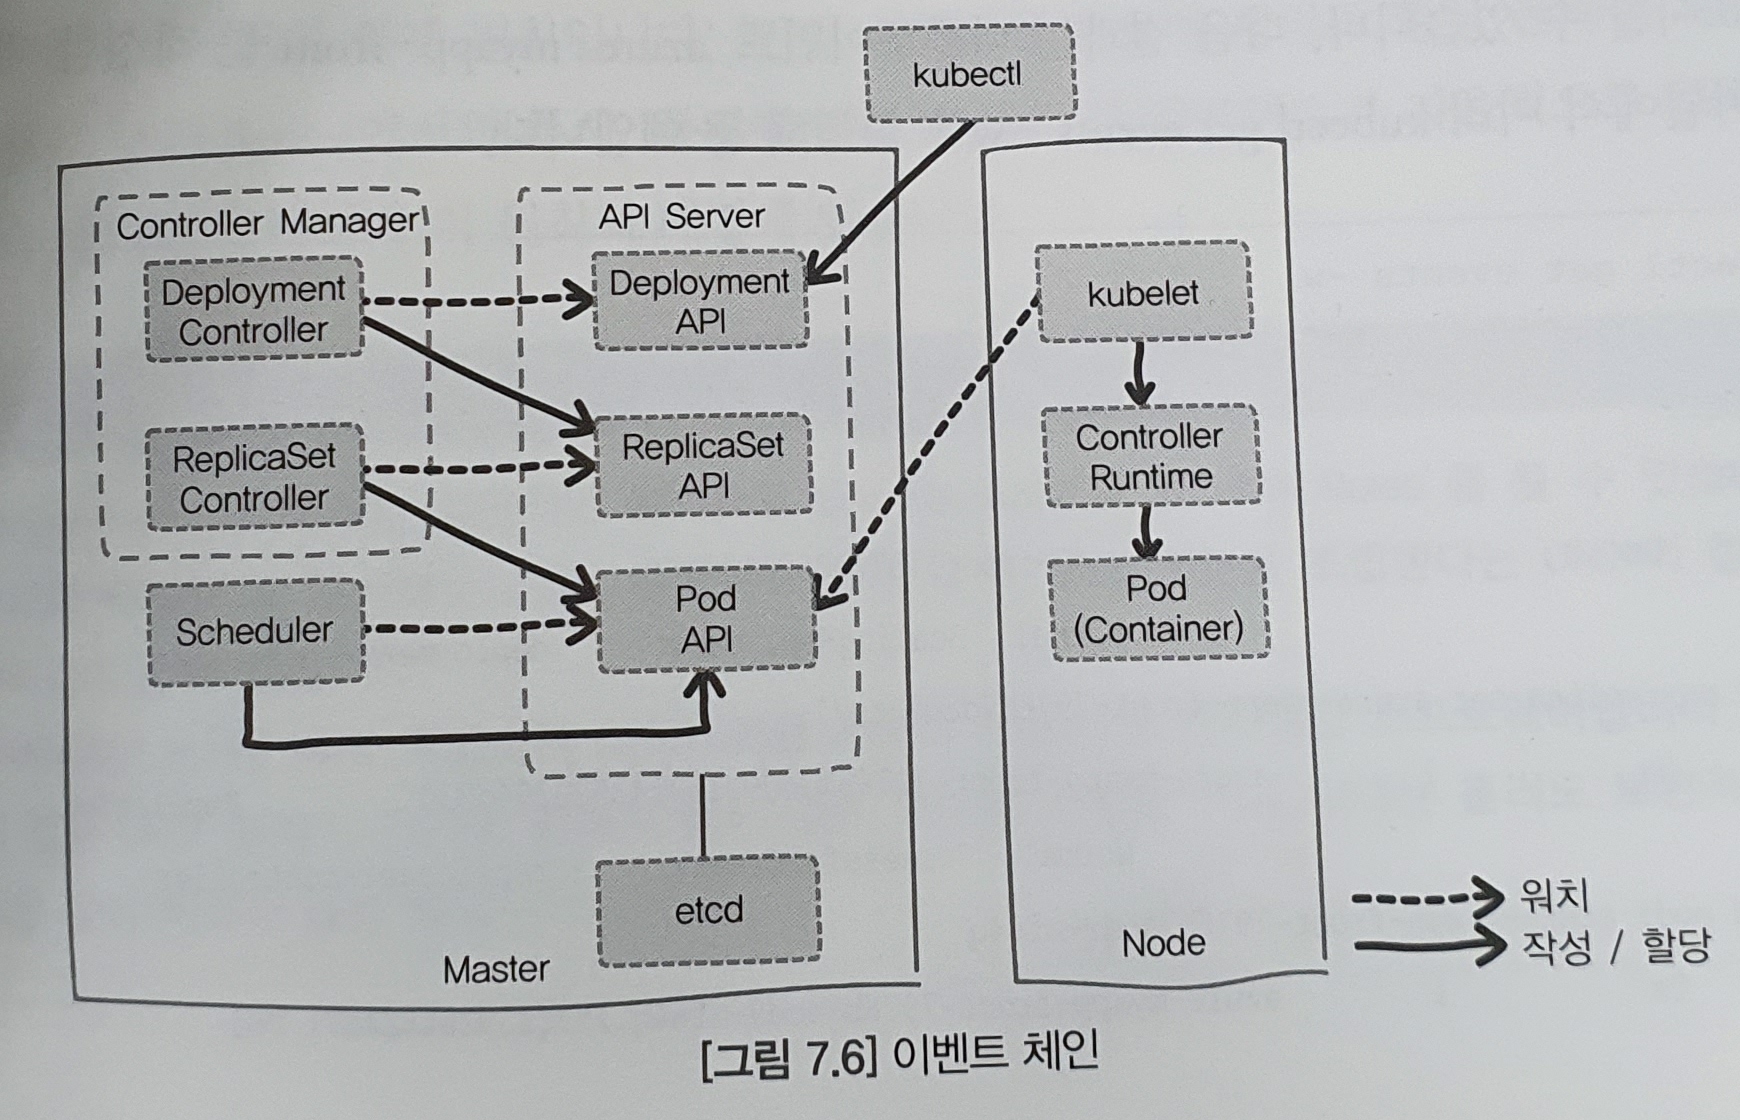 kubectl
Controller Manager
API Server
Deployment
Controller
Deployment
API
kubelet
ReplicaSet
Controller
ReplicaSet
API
Controller
Runtime
Scheduler
Pod
API
Pod
(Container)
etcd
Master
Node
워치
작성 / 할당
[그림 7.6] 이벤트 체인